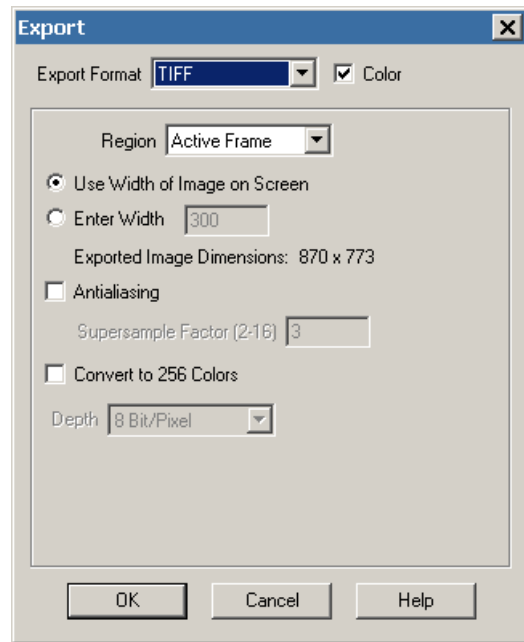 Export
Export Format TIFF Color
Region Active Frame
Use Width of Image on Screen
Enter Width 300
Exported Image Dimensions: 870 x 773
Antialiasing
Supersample Factor (2-16) 3
Convert to 256 Colors
Depth 8 Bit/Pixel
OK Cancel Help